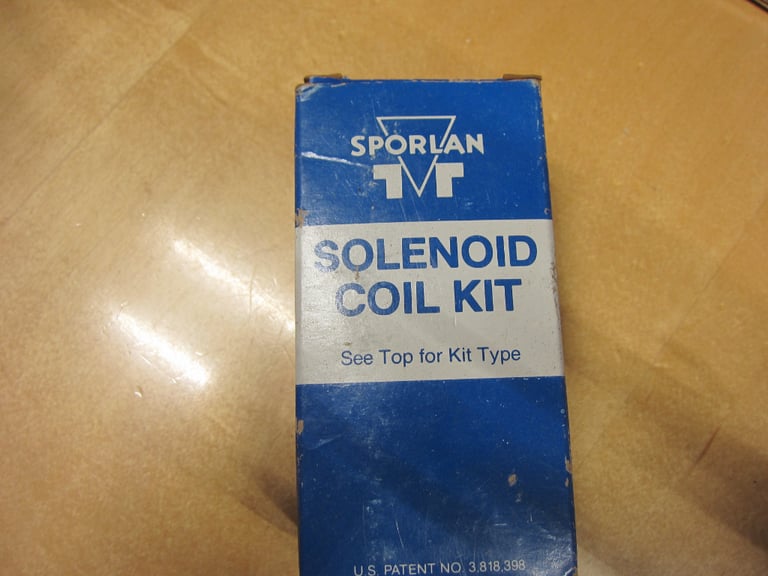 SPORLAN
SOLENOID
COIL KIT
See Top for Kit Type
U.S. PATENT NO. 3,818,398